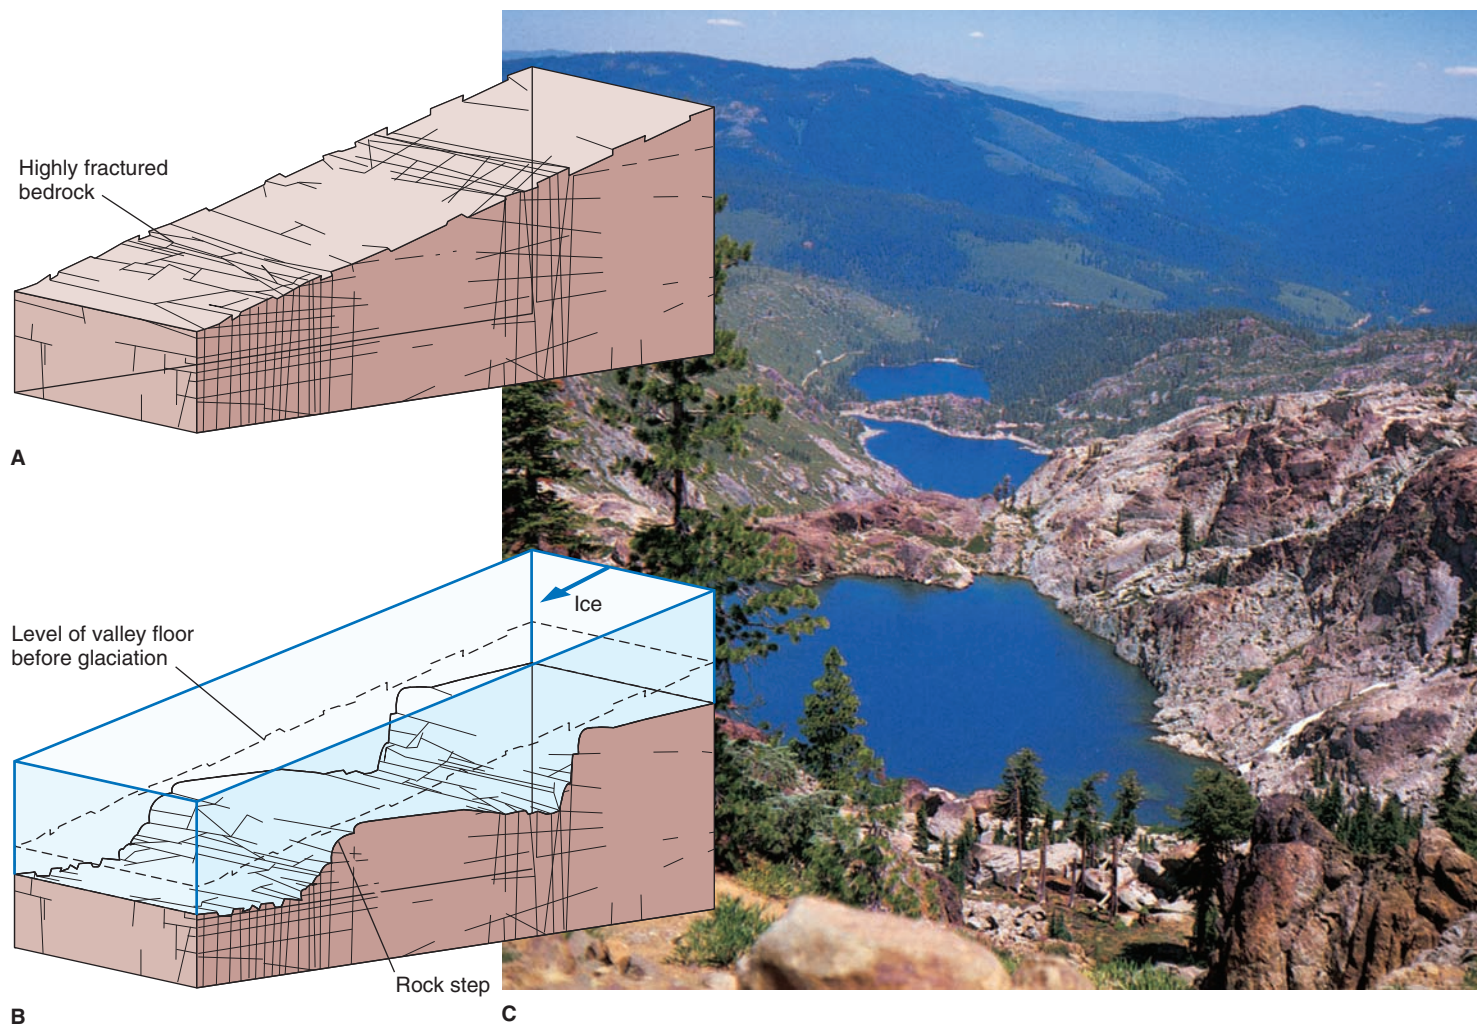 Highly fractured
bedrock
A
Ice
Level of valley floor
before glaciation
Rock step
B
C